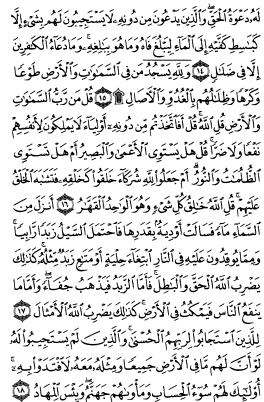 لَهُۥ دَعْوَةُ ٱلْحَقِّ ۖ وَٱلَّذِينَ يَدْعُونَ مِن دُونِهِۦ لَا يَسْتَجِيبُونَ لَهُم بِشَىْءٍ إِلَّا
كَبَٰسِطِ كَفَّيْهِ إِلَى ٱلْمَآءِ لِيَبْلُغَ فَاهُ وَمَا هُوَ بِبَٰلِغِهِۦ ۚ وَمَا دُعَآءُ ٱلْكَٰفِرِينَ
إِلَّا فِى ضَلَٰلٍ ١٤ وَلِلَّهِ يَسْجُدُ مَن فِى ٱلسَّمَٰوَٰتِ وَٱلْأَرْضِ طَوْعًا
وَكَرْهًا وَظِلَٰلُهُم بِٱلْغُدُوِّ وَٱلْءَاصَالِ ۩ ١٥ قُلْ مَن رَّبُّ ٱلسَّمَٰوَٰتِ
وَٱلْأَرْضِ قُلِ ٱللَّهُ ۚ قُلْ أَفَٱتَّخَذْتُم مِّن دُونِهِۦٓ أَوْلِيَآءَ لَا يَمْلِكُونَ لِأَنفُسِهِمْ
نَفْعًا وَلَا ضَرًّا ۚ قُلْ هَلْ يَسْتَوِى ٱلْأَعْمَىٰ وَٱلْبَصِيرُ أَمْ هَلْ تَسْتَوِى
ٱلظُّلُمَٰتُ وَٱلنُّورُ ۗ أَمْ جَعَلُوا۟ لِلَّهِ شُرَكَآءَ خَلَقُوا۟ كَخَلْقِهِۦ فَتَشَٰبَهَ ٱلْخَلْقُ
عَلَيْهِمْ ۚ قُلِ ٱللَّهُ خَٰلِقُ كُلِّ شَىْءٍ وَهُوَ ٱلْوَٰحِدُ ٱلْقَهَّٰرُ ١٦ أَنزَلَ مِنَ
ٱلسَّمَآءِ مَآءً فَسَالَتْ أَوْدِيَةٌۢ بِقَدَرِهَا فَٱحْتَمَلَ ٱلسَّيْلُ زَبَدًا رَّابِيًا ۚ
وَمِمَّا يُوقِدُونَ عَلَيْهِ فِى ٱلنَّارِ ٱبْتِغَآءَ حِلْيَةٍ أَوْ مَتَٰعٍ زَبَدٌ مِّثْلُهُۥ ۚ كَذَٰلِكَ
يَضْرِبُ ٱللَّهُ ٱلْحَقَّ وَٱلْبَٰطِلَ ۚ فَأَمَّا ٱلزَّبَدُ فَيَذْهَبُ جُفَآءً ۖ وَأَمَّا مَا
يَنفَعُ ٱلنَّاسَ فَيَمْكُثُ فِى ٱلْأَرْضِ ۚ كَذَٰلِكَ يَضْرِبُ ٱللَّهُ ٱلْأَمْثَالَ ١٧
لِلَّذِينَ ٱسْتَجَابُوا۟ لِرَبِّهِمُ ٱلْحُسْنَىٰ ۚ وَٱلَّذِينَ لَمْ يَسْتَجِيبُوا۟ لَهُۥ
لَوْ أَنَّ لَهُم مَّا فِى ٱلْأَرْضِ جَمِيعًا وَمِثْلَهُۥ مَعَهُۥ لَٱفْتَدَوْا۟ بِهِۦٓ ۚ
أُو۟لَٰٓئِكَ لَهُمْ سُوٓءُ ٱلْحِسَابِ وَمَأْوَىٰهُمْ جَهَنَّمُ ۖ وَبِئْسَ ٱلْمِهَادُ ١٨